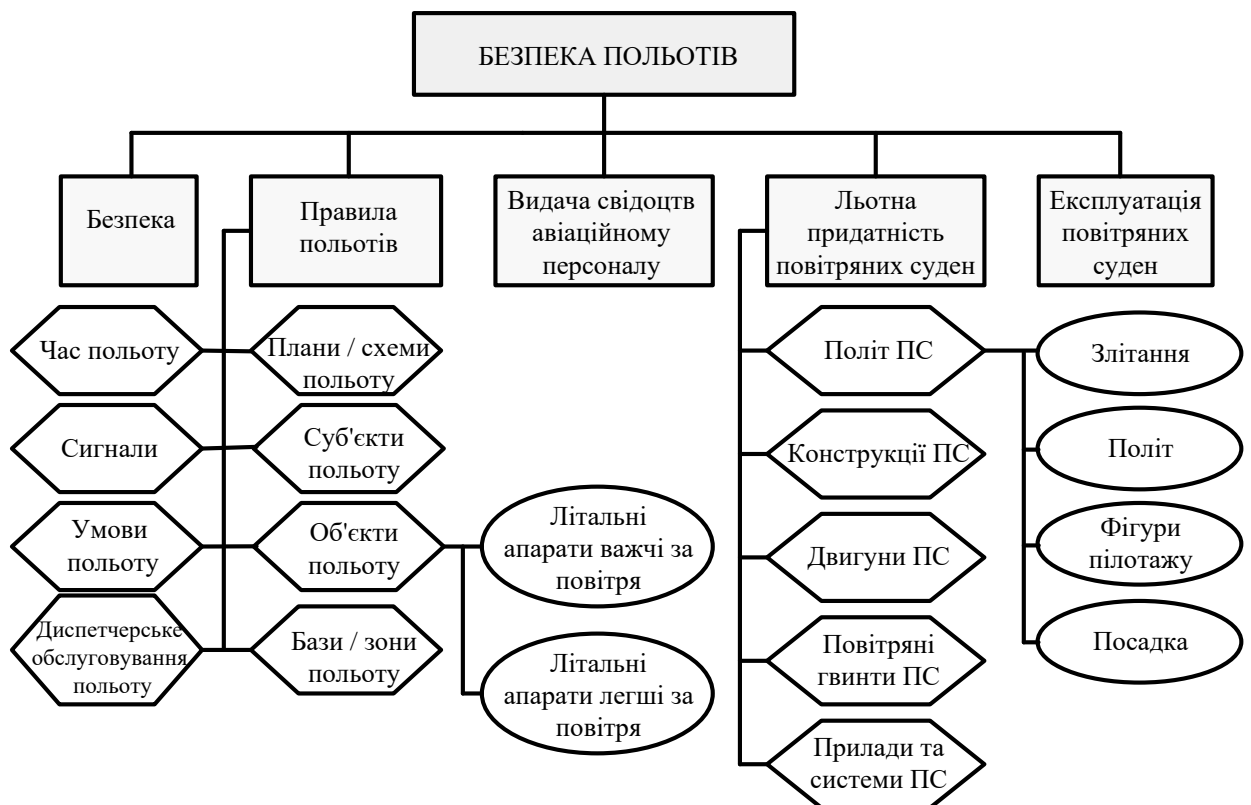 БЕЗПЕКА ПОЛЬОТІВ
Безпека
Правила
польотів
Видача свідоцтв
авіаційному
персоналу
Льотна
придатність
повітряних суден
Експлуатація
повітряних
суден
Час польоту
Плани / схеми
польоту
Сигнали
Суб'єкти
польоту
Умови
польоту
Об'єкти
польоту
Диспетчерське
обслуговування
польоту
Бази / зони
польоту
Літальні
апарати важчі за
повітря
Літальні
апарати легші за
повітря
Політ ПС
Конструкції ПС
Двигуни ПС
Повітряні
гвинти ПС
Прилади та
системи ПС
Злітання
Політ
Фігури
пілотажу
Посадка